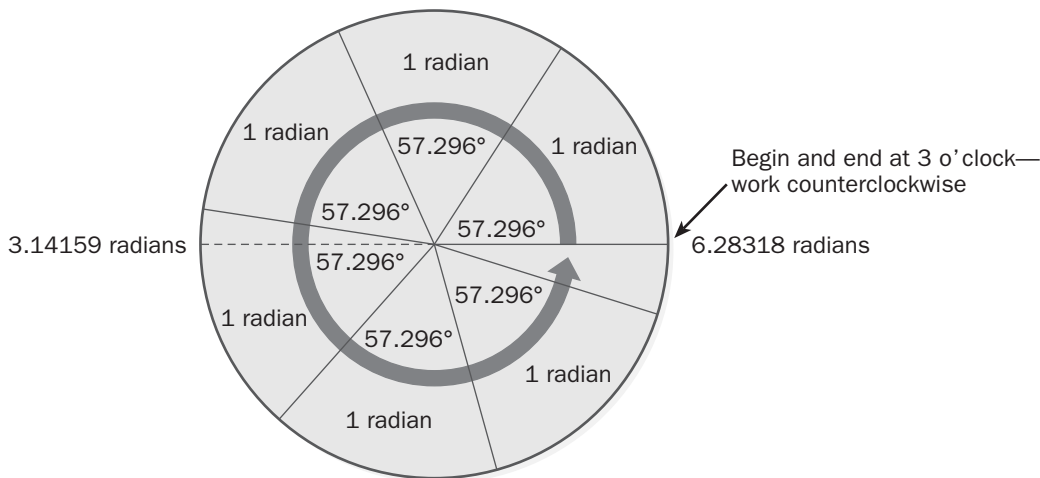 1 radian
1 radian
57.296°
1 radian
Begin and end at 3 o’clock—
work counterclockwise
57.296°
57.296°
3.14159 radians
6.28318 radians
57.296°
57.296°
1 radian
57.296°
1 radian
1 radian